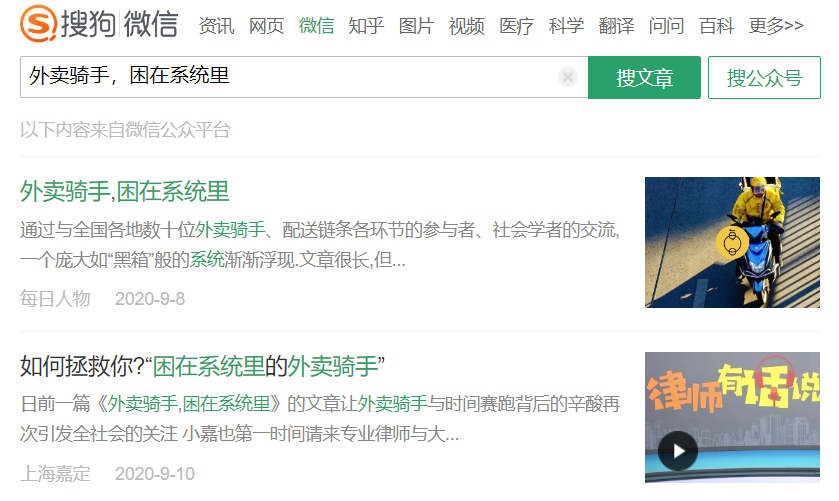 搜狗 微信 资讯 网页 微信 知乎 图片 视频 医疗 科学 翻译 问问 百科 更多>>
外卖骑手，困在系统里 搜文章 搜公众号
以下内容来自微信公众平台
外卖骑手,困在系统里
通过与全国各地数十位外卖骑手、配送链条各环节的参与者、社会学者的交流,
一个庞大如“黑箱”般的系统渐渐浮现.文章很长,但...
每日人物 2020-9-8
如何拯救你?“困在系统里的外卖骑手”
日前一篇《外卖骑手,困在系统里》的文章让外卖骑手与时间赛跑背后的辛酸再
次引发全社会的关注 小嘉也第一时间请来专业律师与大...
上海嘉定 2020-9-10
律师有话说